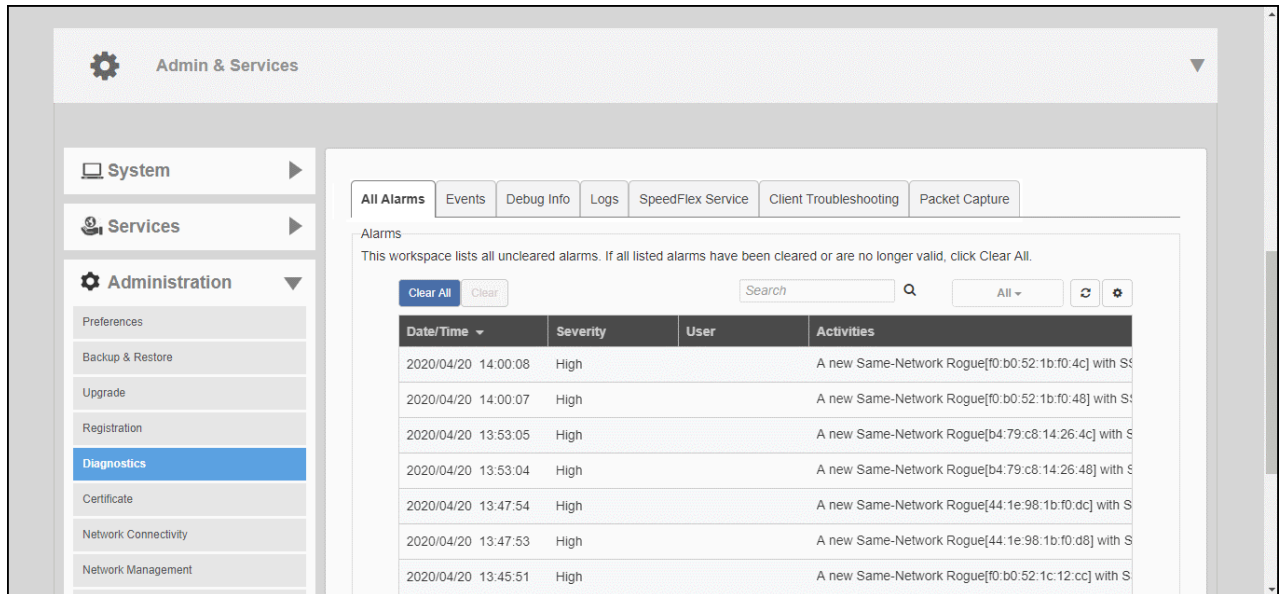 Admin & Services
System
Services
Administration
Preferences
Backup & Restore
Upgrade
Registration
Diagnostics
Certificate
Network Connectivity
Network Management
All Alarms Events Debug Info Logs SpeedFlex Service Client Troubleshooting Packet Capture
Alarms
This workspace lists all uncleared alarms. If all listed alarms have been cleared or are no longer valid, click Clear All.
Clear All Clear Search All
Date/Time Severity User Activities
2020/04/20 14:00:08 High A new Same-Network Rogue[f0:b0:52:1b:f0:4c] with SS
2020/04/20 14:00:07 High A new Same-Network Rogue[f0:b0:52:1b:f0:48] with SS
2020/04/20 13:53:05 High A new Same-Network Rogue[b4:79:c8:14:26:4c] with S
2020/04/20 13:53:04 High A new Same-Network Rogue[b4:79:c8:14:26:48] with S
2020/04/20 13:47:54 High A new Same-Network Rogue[44:1e:98:1b:f0:dc] with S
2020/04/20 13:47:53 High A new Same-Network Rogue[44:1e:98:1b:f0:d8] with S
2020/04/20 13:45:51 High A new Same-Network Rogue[f0:b0:52:1c:12:cc] with S